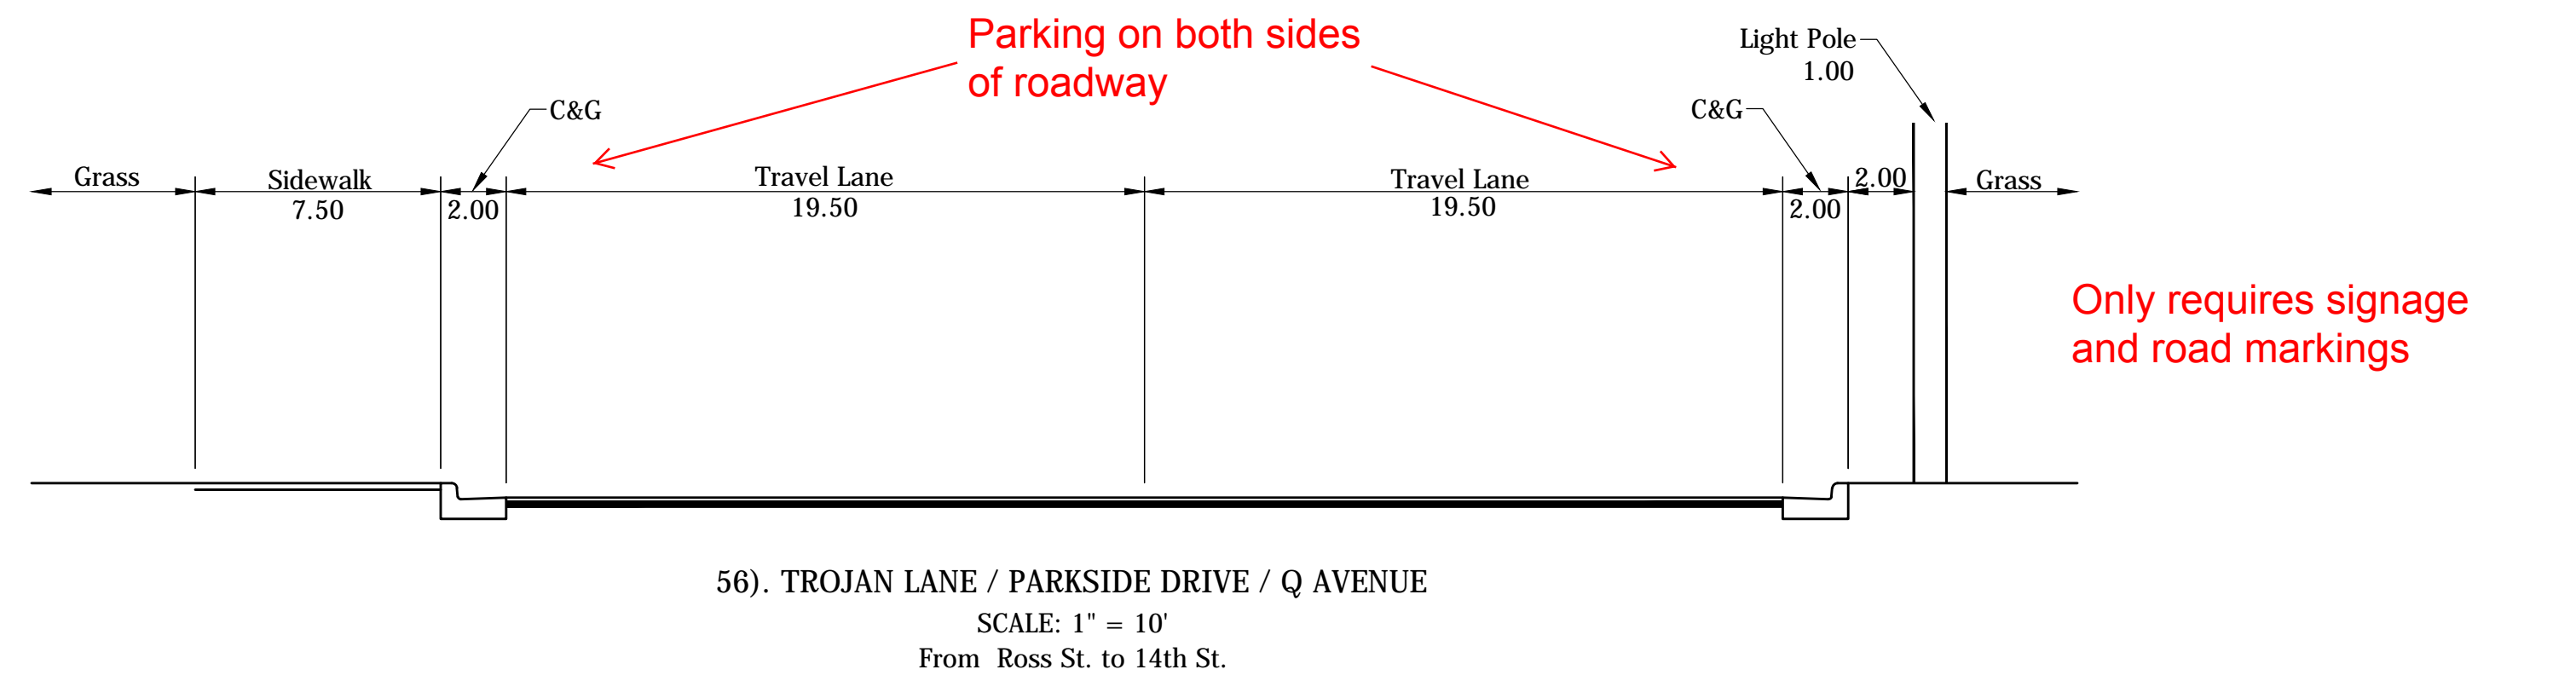 Parking on both sides
of roadway
Light Pole
1.00
C&G
C&G
Grass
Sidewalk
7.50
2.00
Travel Lane
19.50
Travel Lane
19.50
2.00
2.00
Grass
Only requires signage
and road markings
56). TROJAN LANE / PARKSIDE DRIVE / Q AVENUE
SCALE: 1" = 10'
From Ross St. to 14th St.